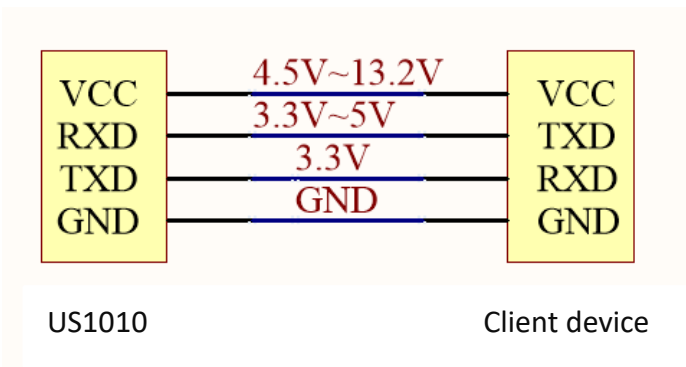 VCC 4.5V~13.2V VCC
RXD 3.3V~5V TXD
TXD 3.3V RXD
GND GND GND
US1010 Client device